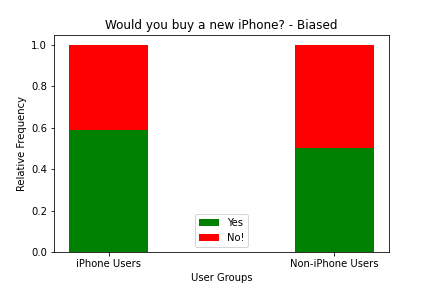 Would you buy a new iPhone? - Biased
1.0
0.8
0.6
0.4
0.2
0.0
Relative Frequency
Yes
No!
iPhone Users
Non-iPhone Users
User Groups